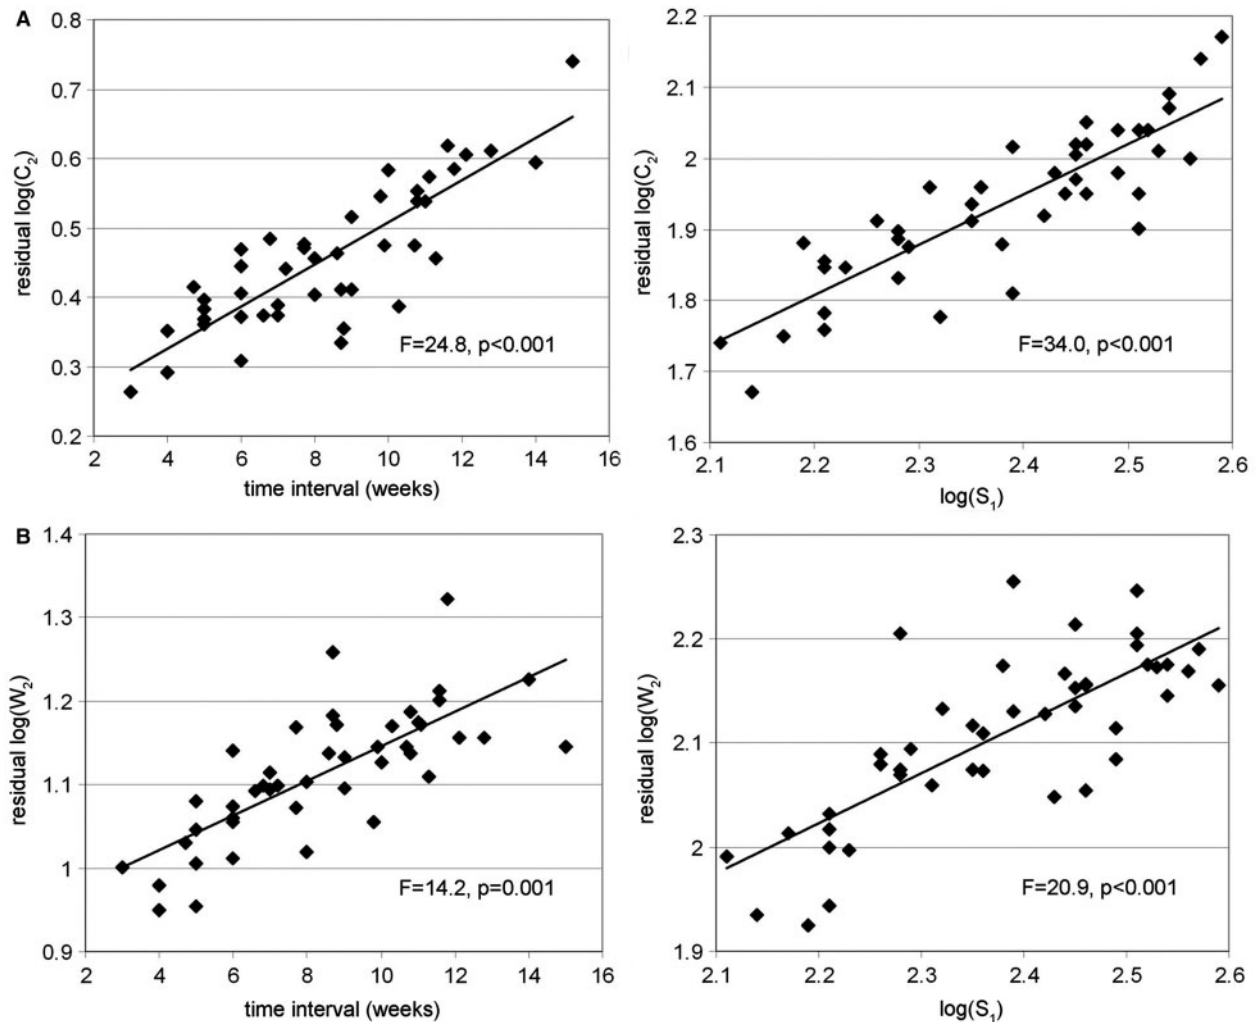 A
0.8
0.7
0.6
0.5
0.4
0.3
0.2
residual log(C2)
2 4 6 8 10 12 14 16
time interval (weeks)
F=24.8, p<0.001
2.2
2.1
2
1.9
1.8
1.7
1.6
residual log(C2)
2.1 2.2 2.3 2.4 2.5 2.6
log(S1)
F=34.0, p<0.001
B
1.4
1.3
1.2
1.1
1
0.9
residual log(W2)
2 4 6 8 10 12 14 16
time interval (weeks)
F=14.2, p=0.001
2.3
2.2
2.1
2
1.9
residual log(W2)
2.1 2.2 2.3 2.4 2.5 2.6
log(S1)
F=20.9, p<0.001